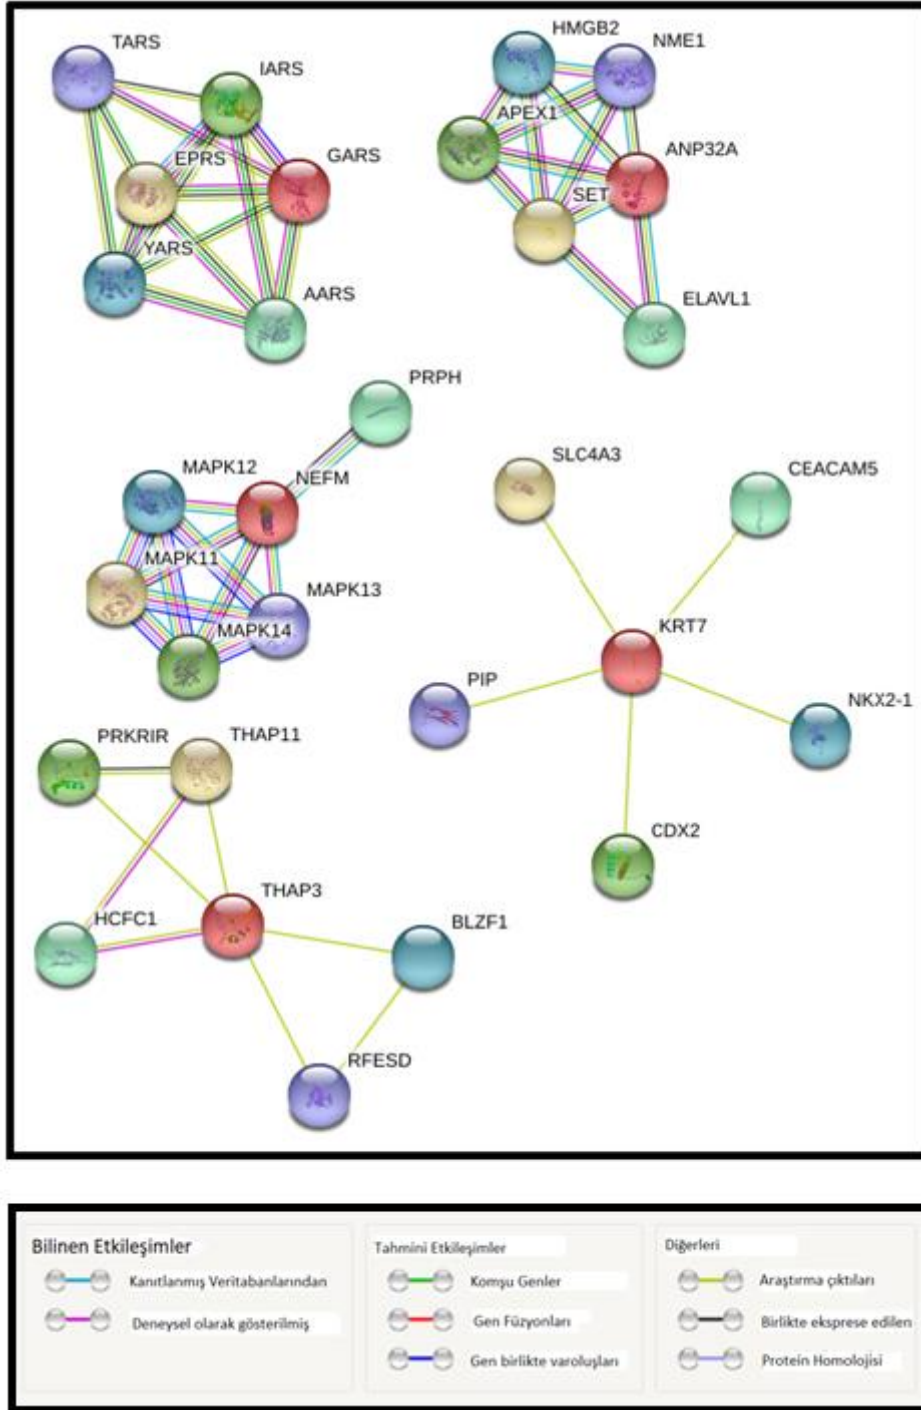 TARS
IARS
EPRS
GARS
YARS
AARS
HMGB2
NME1
APEX1
ANP32A
SET
ELAVL1
PRPH
MAPK12
NEFM
MAPK11
MAPK13
MAPK14
SLC4A3
CEACAM5
KRT7
PIP
NKX2-1
CDX2
PRKRIR
THAP11
THAP3
HCFC1
BLZF1
RFESD
Bilinen Etkileşimler
Kanıtlanmış Veritabanlarından
Deneysel olarak gösterilmiş
Tahmini Etkileşimler
Komşu Genler
Gen Füzyonları
Gen birlikte varoluşları
Diğerleri
Araştırma çıktıları
Birlikte eksprese edilen
Protein Homolojisi